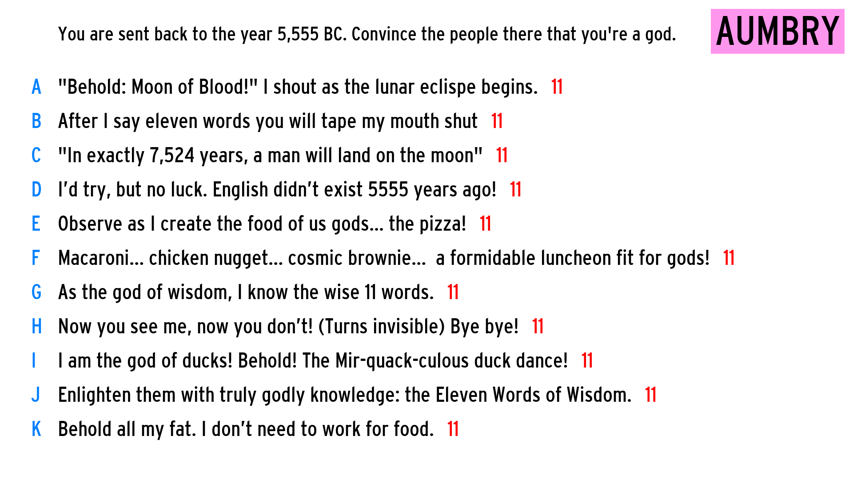 You are sent back to the year 5,555 BC. Convince the people there that you're a god.
AUMBRY
A "Behold: Moon of Blood!" I shout as the lunar eclispe begins. 11
B After I say eleven words you will tape my mouth shut 11
C "In exactly 7,524 years, a man will land on the moon" 11
D I'd try, but no luck. English didn't exist 5555 years ago! 11
E Observe as I create the food of us gods... the pizza! 11
F Macaroni... chicken nugget... cosmic brownie... a formidable luncheon fit for gods! 11
G As the god of wisdom, I know the wise 11 words. 11
H Now you see me, now you don't! (Turns invisible) Bye bye! 11
I I am the god of ducks! Behold! The Mir-quack-culous duck dance! 11
J Enlighten them with truly godly knowledge: the Eleven Words of Wisdom. 11
K Behold all my fat. I don't need to work for food. 11